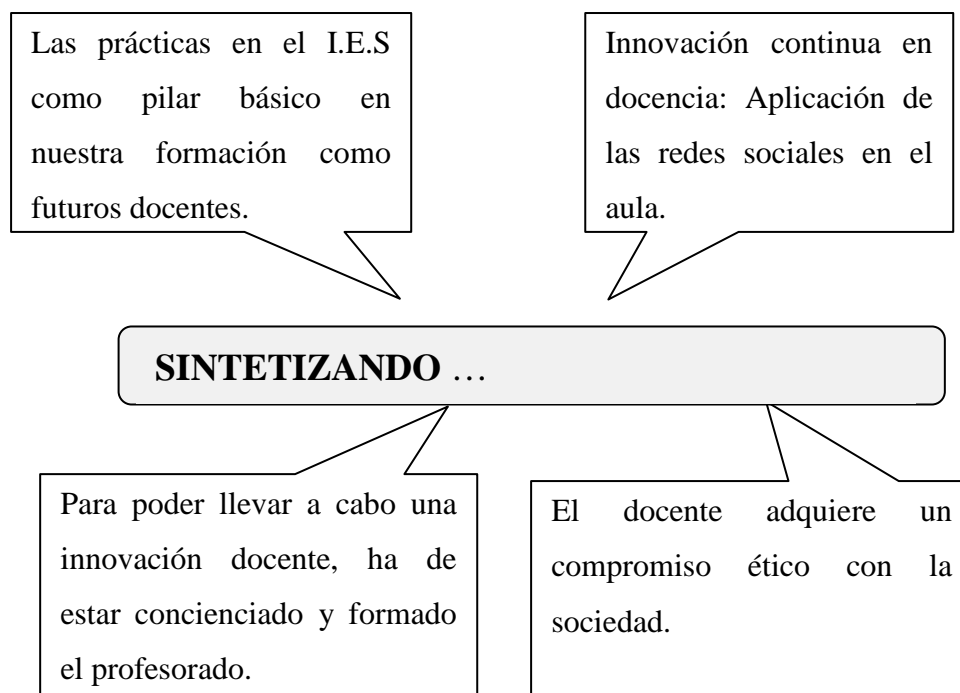 Las prácticas en el I.E.S
como pilar básico en
nuestra formación como
futuros docentes.
Innovación continua en
docencia: Aplicación de
las redes sociales en el
aula.
SINTETIZANDO …
Para poder llevar a cabo una
innovación docente, ha de
estar concienciado y formado
el profesorado.
El docente adquiere un
compromiso ético con la
sociedad.